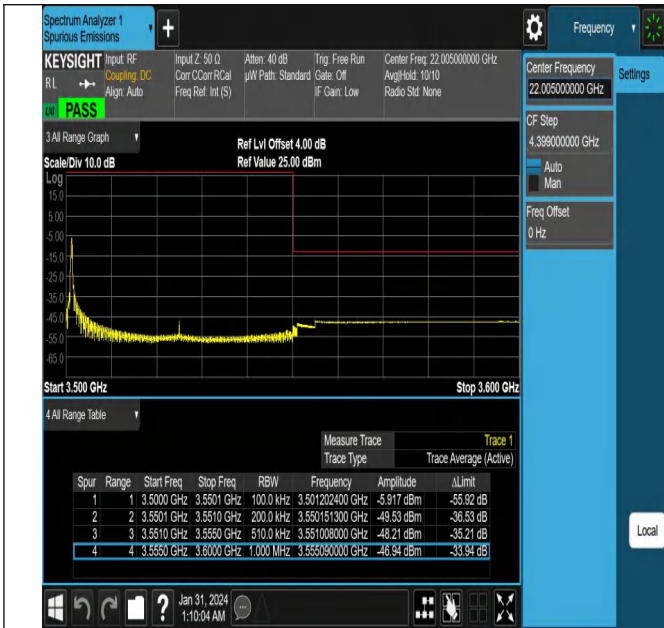 Spectrum Analyzer 1
Spurious Emissions
Frequency
KEYSIGHT
RL
Input: RF
Coupling: DC
Align: Auto
Input Z: 50 Ω
Corr CCorr RCal
Freq Ref: Int (S)
Atten: 40 dB
µW Path: Standard
Trig: Free Run
Gate: Off
IF Gain: Low
Center Freq: 22.005000000 GHz
Avg|Hold: 10/10
Radio Std: None
PASS
Center Frequency
22.005000000 GHz
Settings
CF Step
4.399000000 GHz
Auto
Man
Freq Offset
0 Hz
3 All Range Graph
Ref Lvl Offset 4.00 dB
Scale/Div 10.0 dB
Ref Value 25.00 dBm
Log
15.0
5.00
-5.00
-15.0
-25.0
-35.0
-45.0
-55.0
-65.0
Start 3.500 GHz
Stop 3.600 GHz
4 All Range Table
Measure Trace Trace 1
Trace Type Trace Average (Active)
Spur Range Start Freq Stop Freq RBW Frequency Amplitude ΔLimit
1 1 3.5000 GHz 3.5501 GHz 100.0 kHz 3.501202400 GHz -5.917 dBm -55.92 dB
2 2 3.5501 GHz 3.5510 GHz 200.0 kHz 3.550151300 GHz -49.53 dBm -36.53 dB
3 3 3.5510 GHz 3.5550 GHz 510.0 kHz 3.551008000 GHz -48.21 dBm -35.21 dB
4 4 3.5550 GHz 3.6000 GHz 1.000 MHz 3.555090000 GHz -46.94 dBm -33.94 dB
Local
Jan 31, 2024
1:10:04 AM